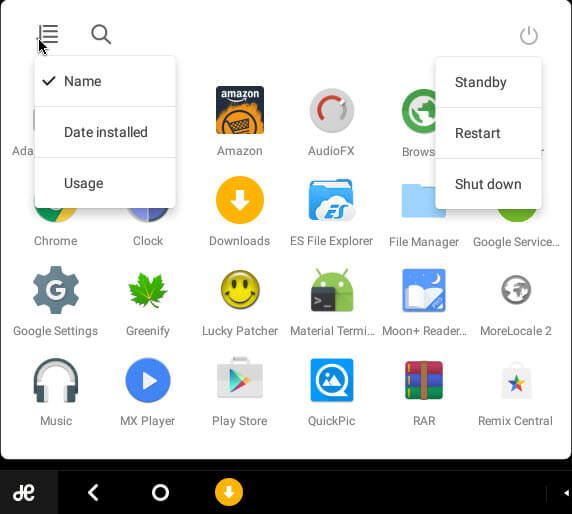 Name
Standby
Date installed
Restart
Usage
Shut down
Ada
amazon
Amazon
AudioFX
Brows
r
Chrome
Clock
Downloads
ES File Explorer
File Manager
Google Service...
Google Settings
Greenify
Lucky Patcher
Material Termi...
Moon+ Reader...
MoreLocale 2
Music
MX Player
Play Store
QuickPic
RAR
Remix Central